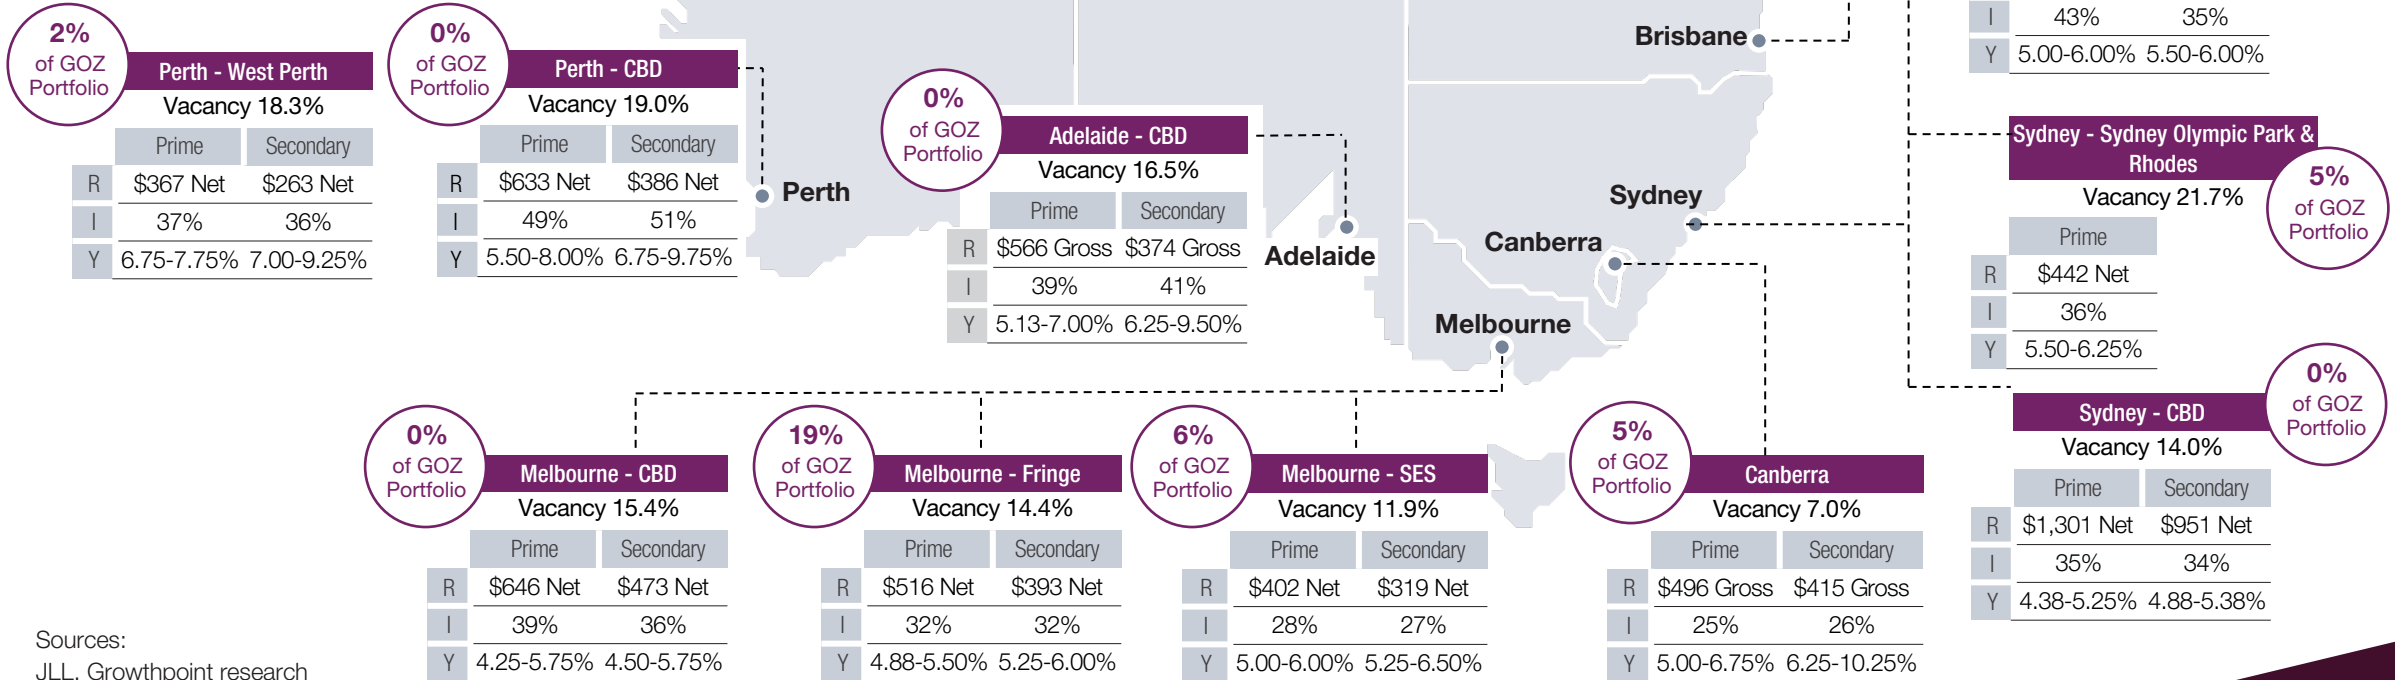 2%
of GOZ
Portfolio
Perth - West Perth
Vacancy 18.3%
Prime Secondary
R $367 Net $263 Net
I 37% 36%
Y 6.75-7.75% 7.00-9.25%
0%
of GOZ
Portfolio
Perth - CBD
Vacancy 19.0%
Prime Secondary
R $633 Net $386 Net
I 49% 51%
Y 5.50-8.00% 6.75-9.75%
Perth
0%
of GOZ
Portfolio
Adelaide - CBD
Vacancy 16.5%
Prime Secondary
R $566 Gross $374 Gross
I 39% 41%
Y 5.13-7.00% 6.25-9.50%
Adelaide
Brisbane
Sydney
Canberra
Melbourne
I 43% 35%
Y 5.00-6.00% 5.50-6.00%
Sydney - Sydney Olympic Park &
Rhodes
5%
of GOZ
Portfolio
Vacancy 21.7%
Prime
R $442 Net
I 36%
Y 5.50-6.25%
0%
of GOZ
Portfolio
Sydney - CBD
Vacancy 14.0%
Prime Secondary
R $1,301 Net $951 Net
I 35% 34%
Y 4.38-5.25% 4.88-5.38%
0%
of GOZ
Portfolio
Melbourne - CBD
Vacancy 15.4%
Prime Secondary
R $646 Net $473 Net
I 39% 36%
Y 4.25-5.75% 4.50-5.75%
19%
of GOZ
Portfolio
Melbourne - Fringe
Vacancy 14.4%
Prime Secondary
R $516 Net $393 Net
I 32% 32%
Y 4.88-5.50% 5.25-6.00%
6%
of GOZ
Portfolio
Melbourne - SES
Vacancy 11.9%
Prime Secondary
R $402 Net $319 Net
I 28% 27%
Y 5.00-6.00% 5.25-6.50%
5%
of GOZ
Portfolio
Canberra
Vacancy 7.0%
Prime Secondary
R $496 Gross $415 Gross
I 25% 26%
Y 5.00-6.75% 6.25-10.25%
Sources:
JLL, Growthpoint research